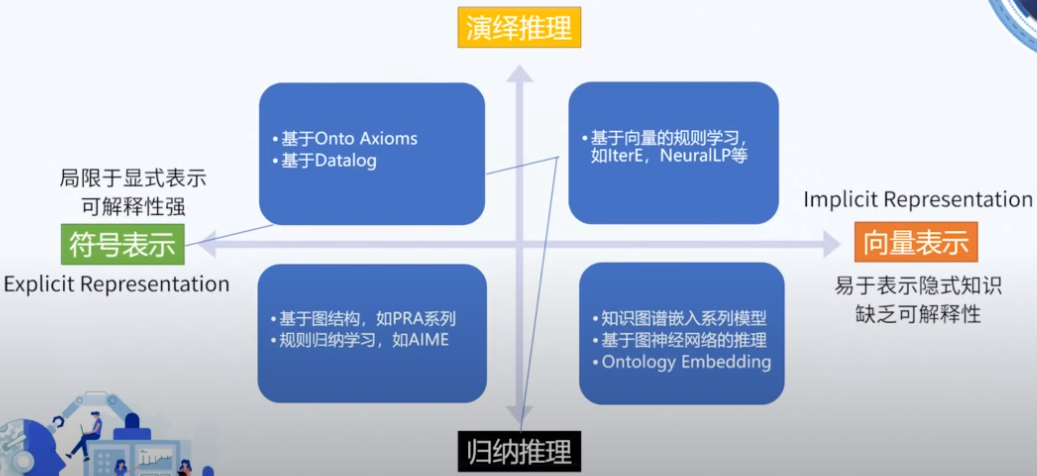 演绎推理
• 基于Onto Axioms
• 基于Datalog
• 基于向量的规则学习，
如IterE，NeuralLP等
局限于显式表示
可解释性强
符号表示
Explicit Representation
Implicit Representation
向量表示
易于表示隐式知识
缺乏可解释性
• 基于图结构，如PRA系列
• 规则归纳学习，如AIME
• 知识图谱嵌入系列模型
• 基于图神经网络的推理
• Ontology Embedding
归纳推理